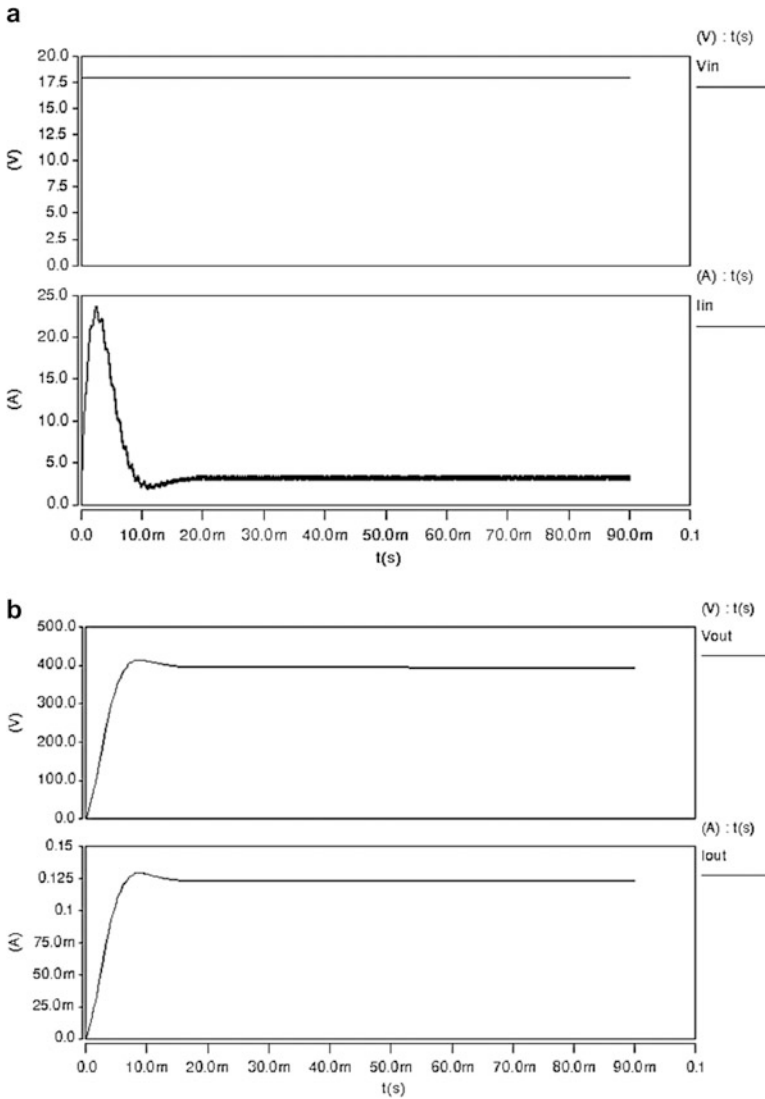 a
(V) : t(s)
Vin
20.0
17.5
15.0
12.5
10.0
7.5
5.0
2.5
0.0
(V)
(A) : t(s)
Iin
25.0
20.0
15.0
10.0
5.0
0.0
(A)
0.0 10.0m 20.0m 30.0m 40.0m 50.0m 60.0m 70.0m 80.0m 90.0m 0.1
t(s)
b
(V) : t(s)
Vout
500.0
400.0
300.0
200.0
100.0
0.0
(V)
(A) : t(s)
Iout
0.15
0.125
0.1
75.0m
50.0m
25.0m
0.0
(A)
0.0 10.0m 20.0m 30.0m 40.0m 50.0m 60.0m 70.0m 80.0m 90.0m 0.1
t(s)